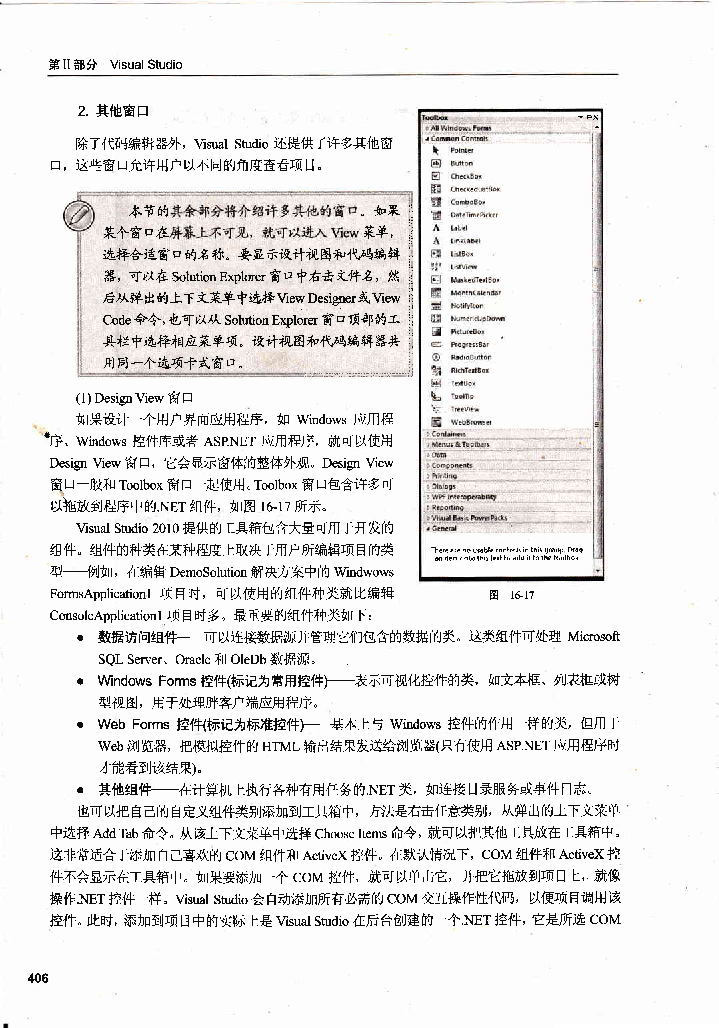 第 II 部分 Visual Studio
2. 其他窗口
除了代码编辑器外，Visual Studio 还提供了许多其他窗
口，这些窗口允许用户以不同的角度查看项目。
本节的其余部分将介绍许多其他的窗口。如果
某个窗口在屏幕上不可见，就可以进入 View 菜单，
选择合适窗口的名称。要显示设计视图和代码编辑
器，可以在 Solution Explorer 窗口中右击文件名，然
后从弹出的上下文菜单中选择 View Designer 或 View
Code 命令，也可以从 Solution Explorer 窗口顶部的工
具栏中选择相应菜单项。设计视图和代码编辑器共
用同一个选项卡式窗口。
(1) Design View 窗口
如果设计一个用户界面应用程序，如 Windows 应用程
序、Windows 控件库或者 ASP.NET 应用程序，就可以使用
Design View 窗口，它会显示窗体的整体外观。Design View
窗口一般和 Toolbox 窗口一起使用。Toolbox 窗口包含许多可
以拖放到程序中的.NET 组件，如图 16-17 所示。
Visual Studio 2010 提供的工具箱包含大量可用于开发的
组件。组件的种类在某种程度上取决于用户所编辑项目的类
型——例如，在编辑 DemoSolution 解决方案中的 Windwows
FormsApplication1 项目时，可以使用的组件种类就比编辑
ConsoleApplication1 项目时多。最重要的组件种类如下：
Toolbox
All Windows Forms
Common Controls
Pointer
Button
CheckBox
CheckedListBox
ComboBox
DateTimePicker
Label
LinkLabel
ListBox
ListView
MaskedTextBox
MonthCalendar
NotifyIcon
NumericUpDown
PictureBox
ProgressBar
RadioButton
RichTextBox
TextBox
ToolTip
TreeView
WebBrowser
Containers
Menus & Toolbars
Data
Components
Printing
Dialogs
WPF Interoperability
Reporting
Visual Basic PowerPacks
General
There are no usable controls in this group. Drag
an item onto this text to add it to the toolbox.
图 16-17
● 数据访问组件——可以连接数据源并管理它们包含的数据的类。这类组件可处理 Microsoft
SQL Server、Oracle 和 OleDb 数据源。
● Windows Forms 控件(标记为常用控件)——表示可视化控件的类，如文本框、列表框或树
型视图，用于处理胖客户端应用程序。
● Web Forms 控件(标记为标准控件)——基本上与 Windows 控件的作用一样的类，但用于
Web 浏览器，把模拟控件的 HTML 输出结果发送给浏览器(只有使用 ASP.NET 应用程序时
才能看到该结果)。
● 其他组件——在计算机上执行各种有用任务的.NET 类，如连接目录服务或事件日志。
也可以把自己的自定义组件类别添加到工具箱中，方法是右击任意类别，从弹出的上下文菜单
中选择 Add Tab 命令。从该上下文菜单中选择 Choose Items 命令，就可以把其他工具放在工具箱中。
这非常适合于添加自己喜欢的 COM 组件和 ActiveX 控件。在默认情况下，COM 组件和 ActiveX 控
件不会显示在工具箱中。如果要添加一个 COM 控件，就可以单击它，并把它拖放到项目上，就像
操作.NET 控件一样。Visual Studio 会自动添加所有必需的 COM 交互操作性代码，以便项目调用该
控件。此时，添加到项目中的实际上是 Visual Studio 在后台创建的一个.NET 控件，它是所选 COM
406